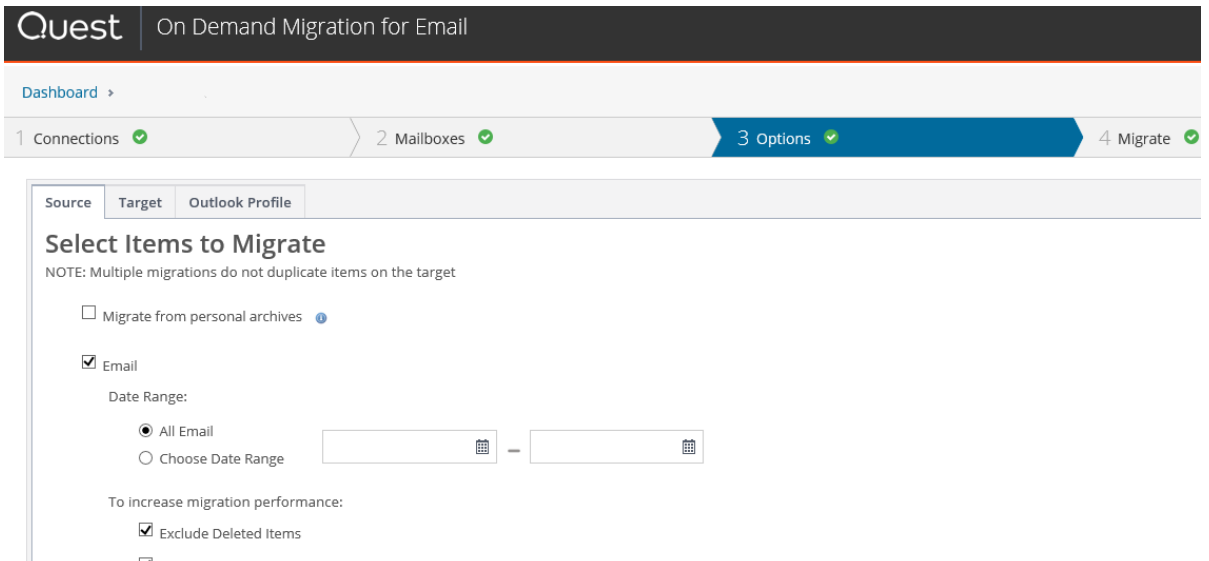 Quest On Demand Migration for Email
Dashboard ›
1 Connections
2 Mailboxes
3 Options
4 Migrate
Source Target Outlook Profile
Select Items to Migrate
NOTE: Multiple migrations do not duplicate items on the target
Migrate from personal archives
Email
Date Range:
All Email
Choose Date Range
To increase migration performance:
Exclude Deleted Items